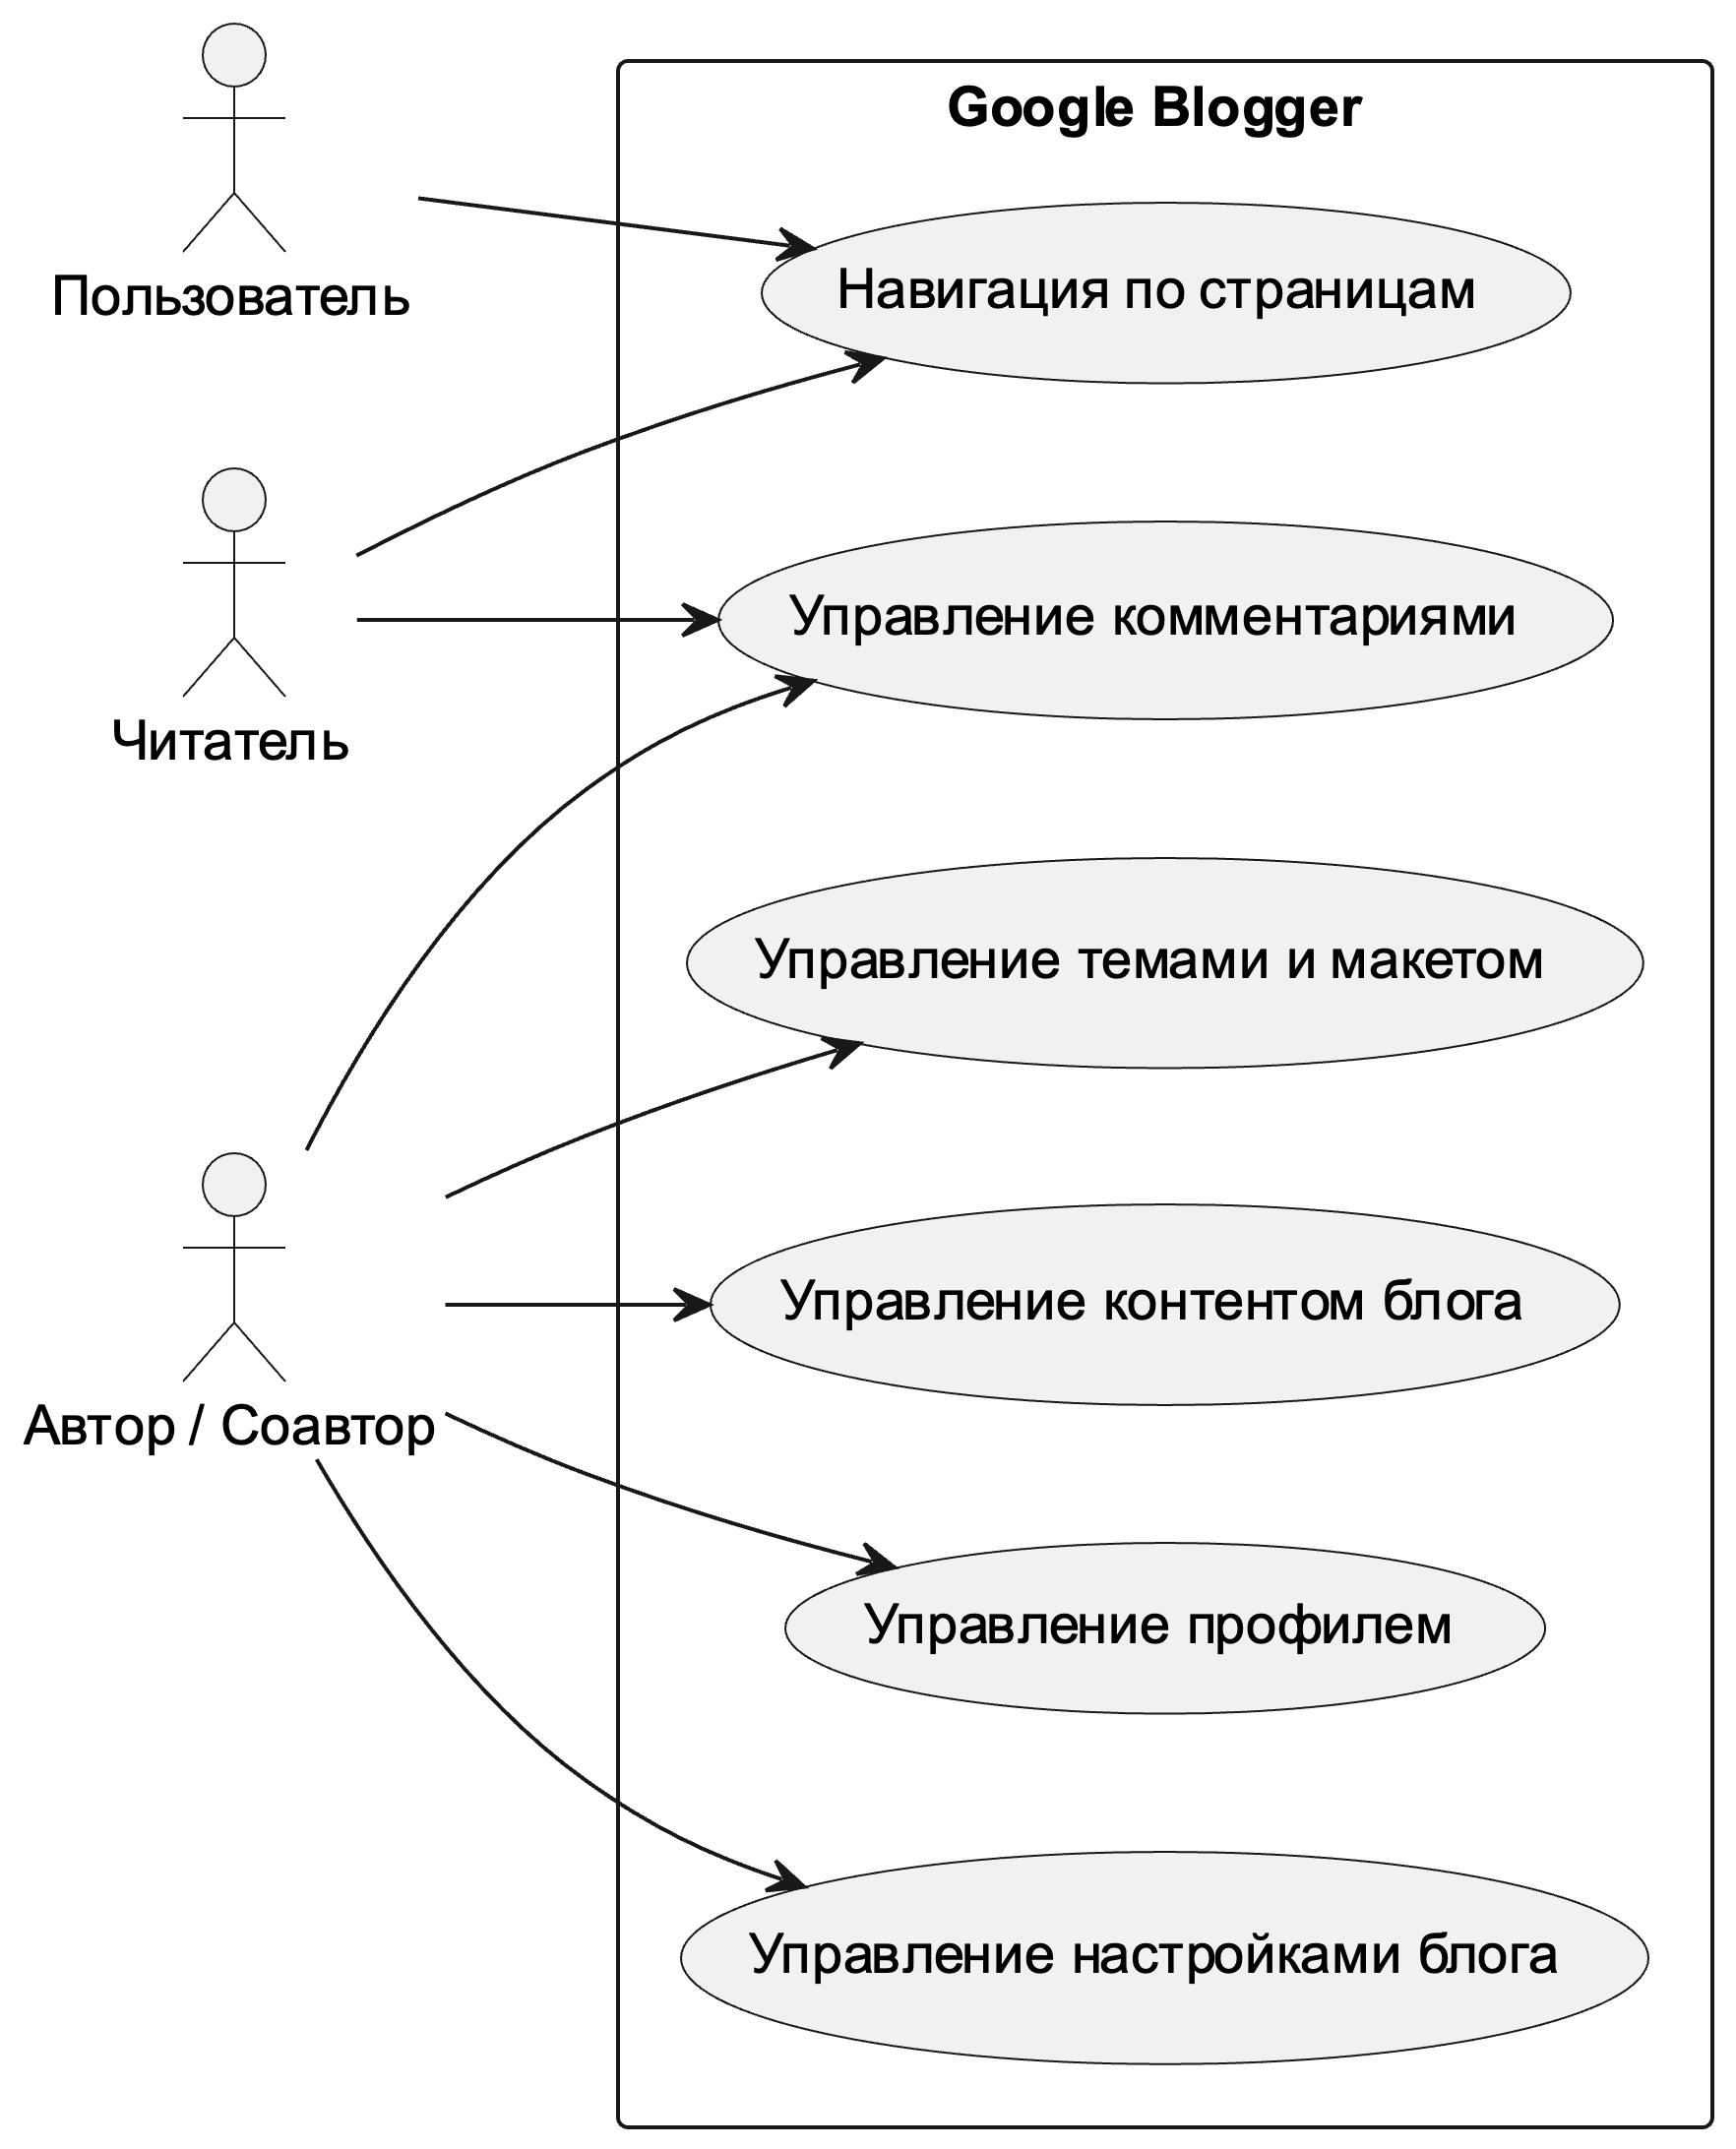 Google Blogger
Пользователь
Навигация по страницам
Читатель
Управление комментариями
Управление темами и макетом
Автор / Соавтор
Управление контентом блога
Управление профилем
Управление настройками блога